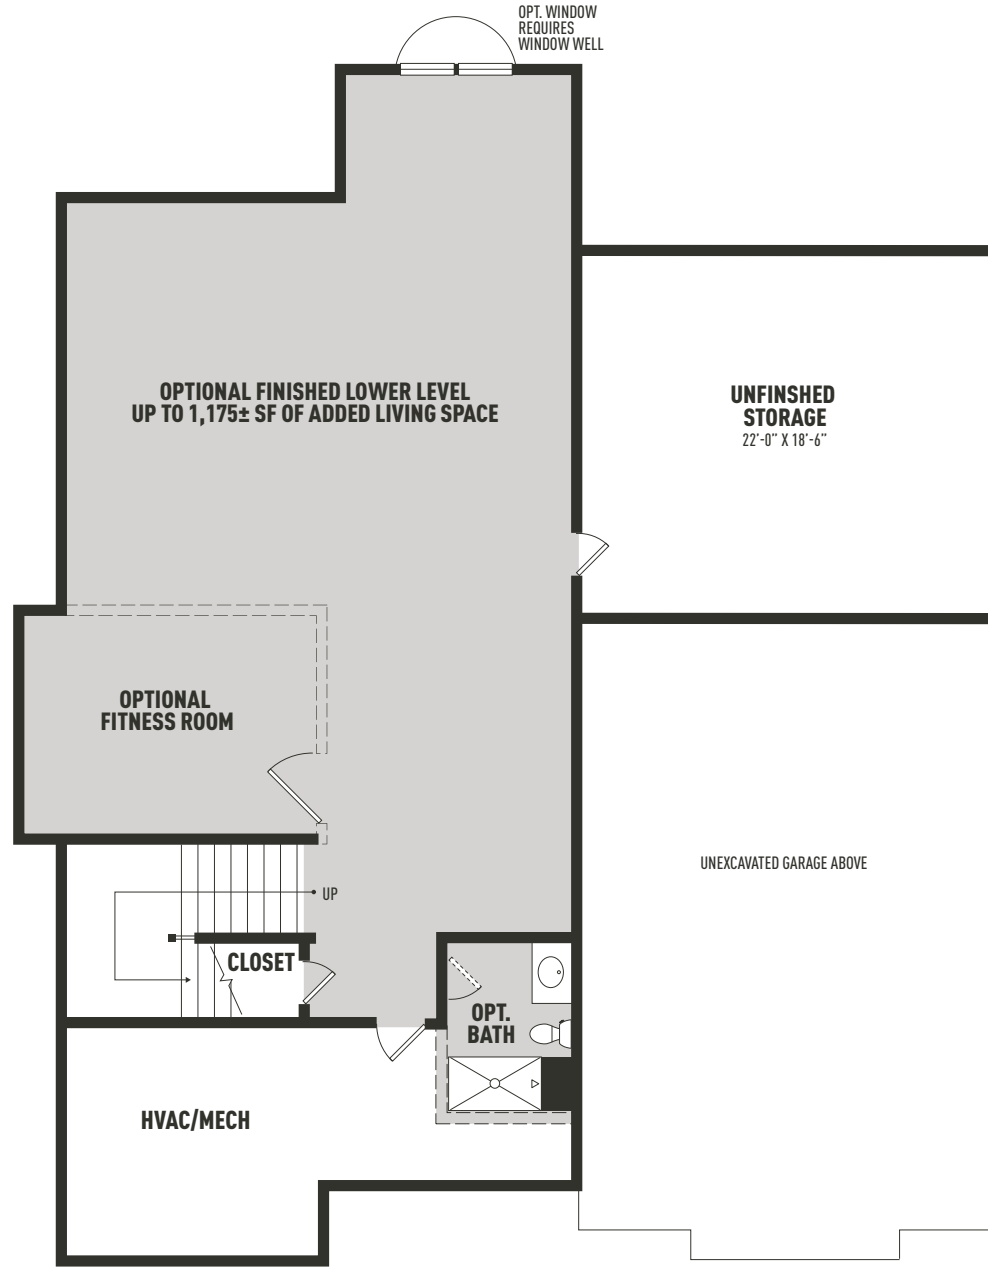 OPT. WINDOW
REQUIRES
WINDOW WELL
OPTIONAL FINISHED LOWER LEVEL
UP TO 1,175± SF OF ADDED LIVING SPACE
UNFINSHED
STORAGE
22'-0" X 18'-6"
OPTIONAL
FITNESS ROOM
UNEXCAVATED GARAGE ABOVE
UP
CLOSET
OPT.
BATH
HVAC/MECH